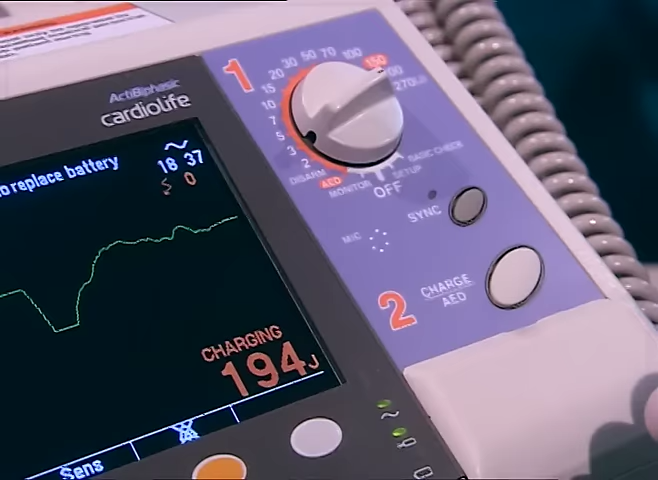 ActiBiphasic
cardiolife
to replace battery
18 37
0
CHARGING
194J
Sens
1
2
3
5
7
10
15
20
30
50
70
100
150
200
270
DISARM
AED
MONITOR
OFF
SETUP
BASIC CHECK
SYNC
MIC
2
CHARGE
AED